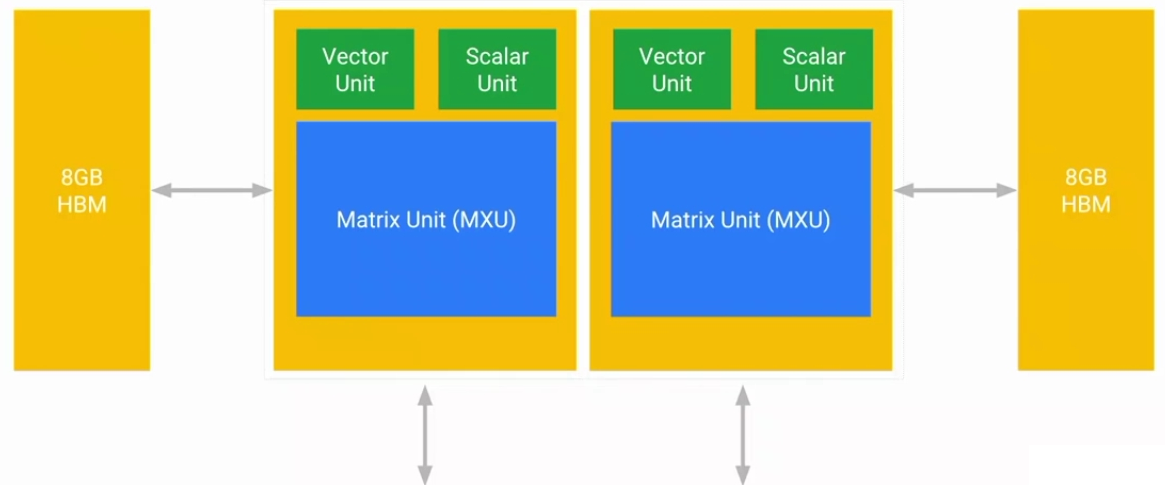 Vector
Unit
Scalar
Unit
Vector
Unit
Scalar
Unit
8GB
HBM
Matrix Unit (MXU)
Matrix Unit (MXU)
8GB
HBM